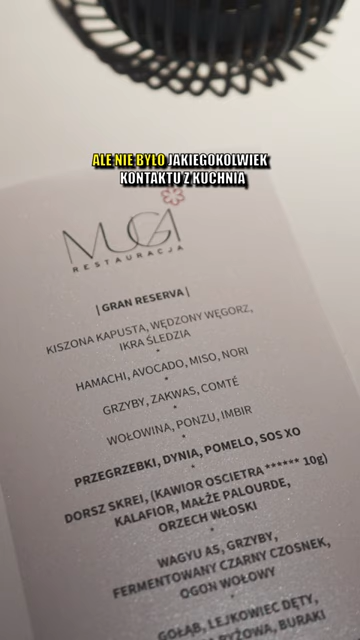 ALE NIE BYŁO JAKIEGOKOLWIEK
KONTAKTU Z KUCHNIĄ
MUGA
RESTAURACJA
| GRAN RESERVA |
KISZONA KAPUSTA, WĘDZONY WĘGORZ,
IKRA ŚLEDZIA
*
HAMACHI, AVOCADO, MISO, NORI
*
GRZYBY, ZAKWAS, COMTÉ
*
WOŁOWINA, PONZU, IMBIR
*
PRZEGRZEBKI, DYNIA, POMELO, SOS XO
*
DORSZ SKREI, (KAWIOR OSCIETRA ****** 10g)
KALAFIOR, MAŁŻE PALOURDE,
ORZECH WŁOSKI
*
WAGYU A5, GRZYBY,
FERMENTOWANY CZARNY CZOSNEK,
OGON WOŁOWY
*
GOŁĄB, LEJKOWIEC DĘTY,
BURAKI